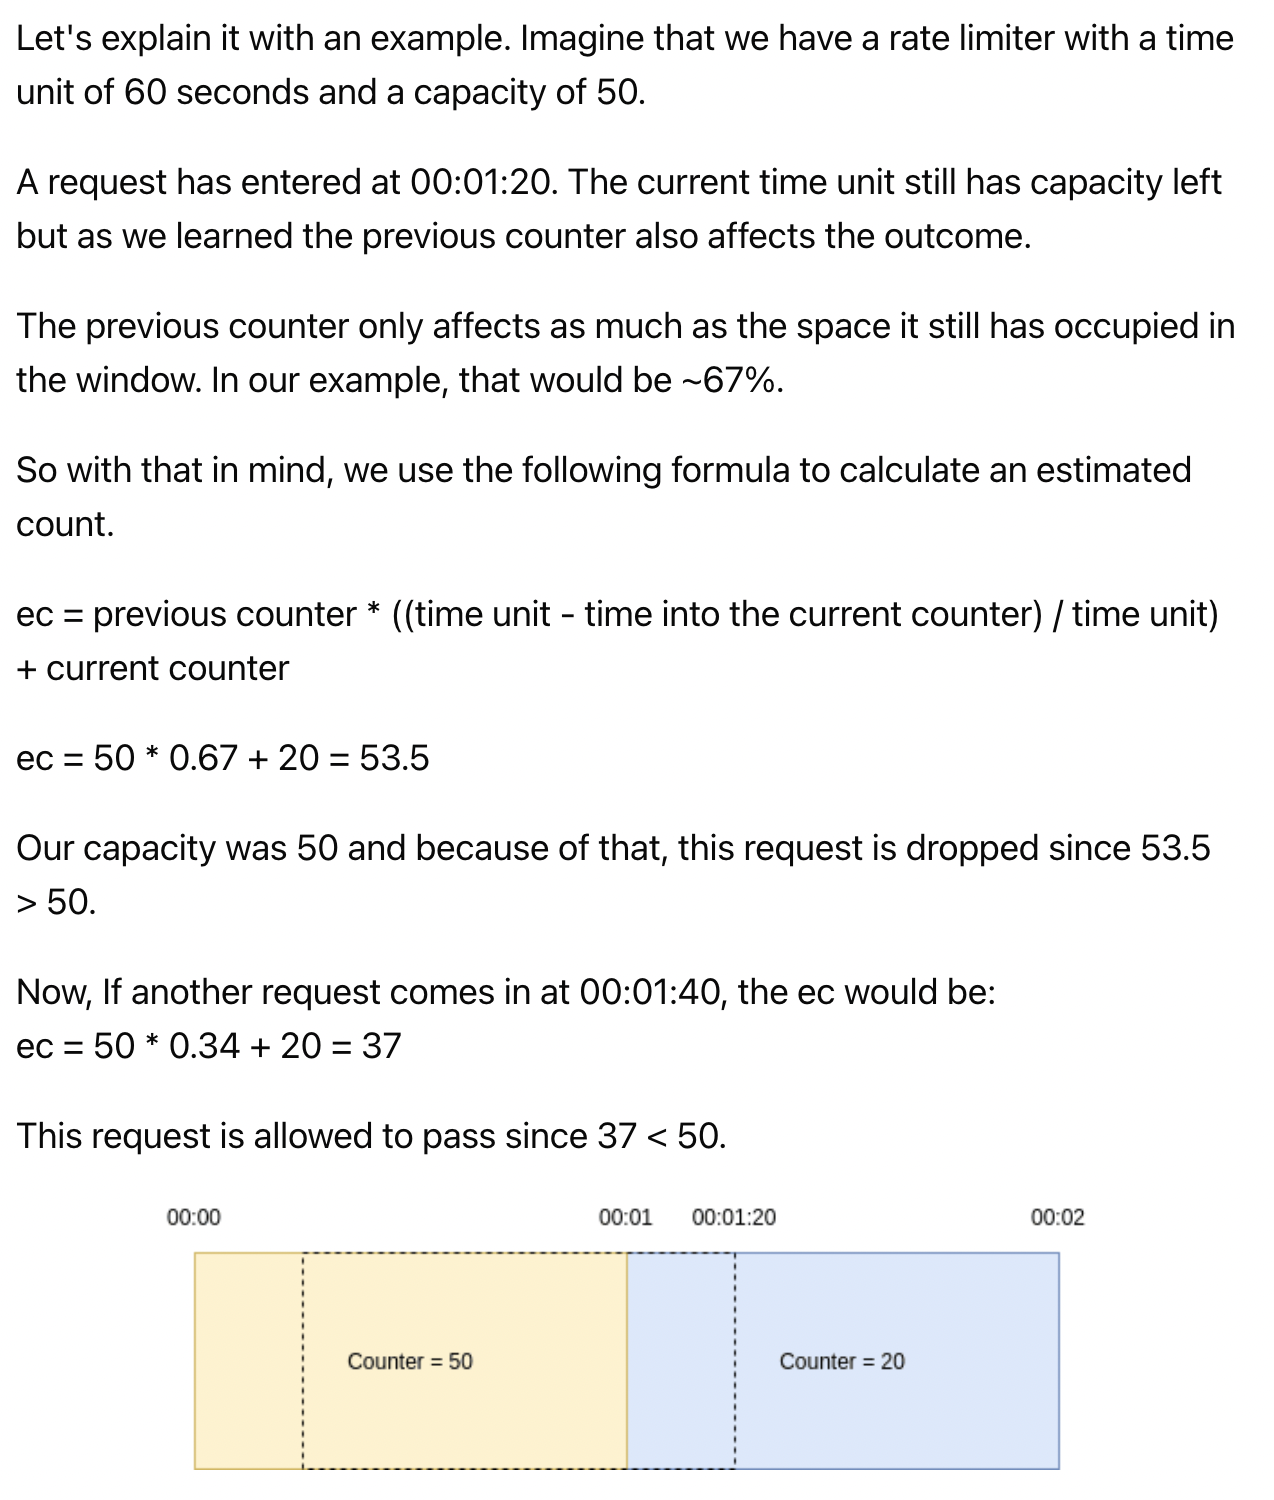 Let's explain it with an example. Imagine that we have a rate limiter with a time
unit of 60 seconds and a capacity of 50.
A request has entered at 00:01:20. The current time unit still has capacity left
but as we learned the previous counter also affects the outcome.
The previous counter only affects as much as the space it still has occupied in
the window. In our example, that would be ~67%.
So with that in mind, we use the following formula to calculate an estimated
count.
ec = previous counter * ((time unit - time into the current counter) / time unit)
+ current counter
ec = 50 * 0.67 + 20 = 53.5
Our capacity was 50 and because of that, this request is dropped since 53.5
> 50.
Now, If another request comes in at 00:01:40, the ec would be:
ec = 50 * 0.34 + 20 = 37
This request is allowed to pass since 37 < 50.
00:00 00:01 00:01:20 00:02
Counter = 50 Counter = 20